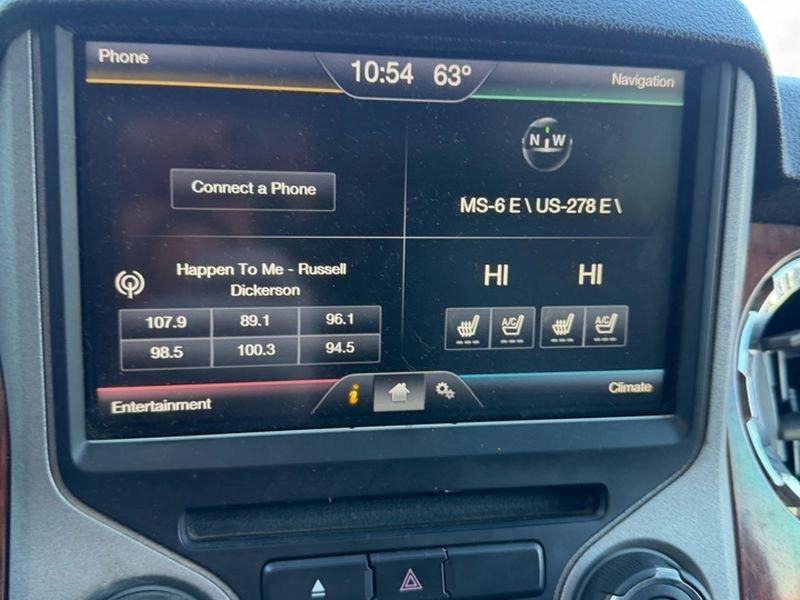 Phone
10:54 63°
Navigation
N W
Connect a Phone
MS-6 E \ US-278 E \
Happen To Me - Russell
Dickerson
HI HI
107.9 89.1 96.1
98.5 100.3 94.5
A/C A/C
Entertainment
i
Climate